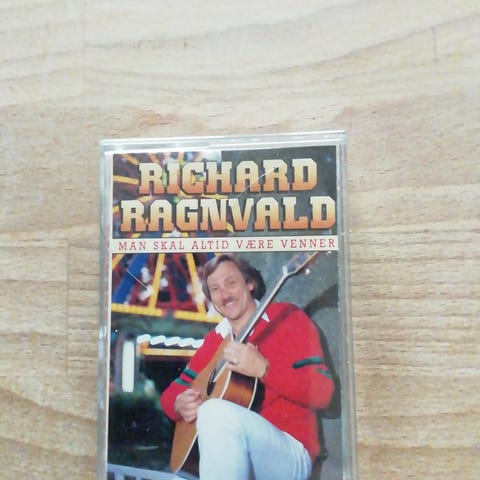 RICHARD
RAGNVALD
MAN SKAL ALTID VÆRE VENNER